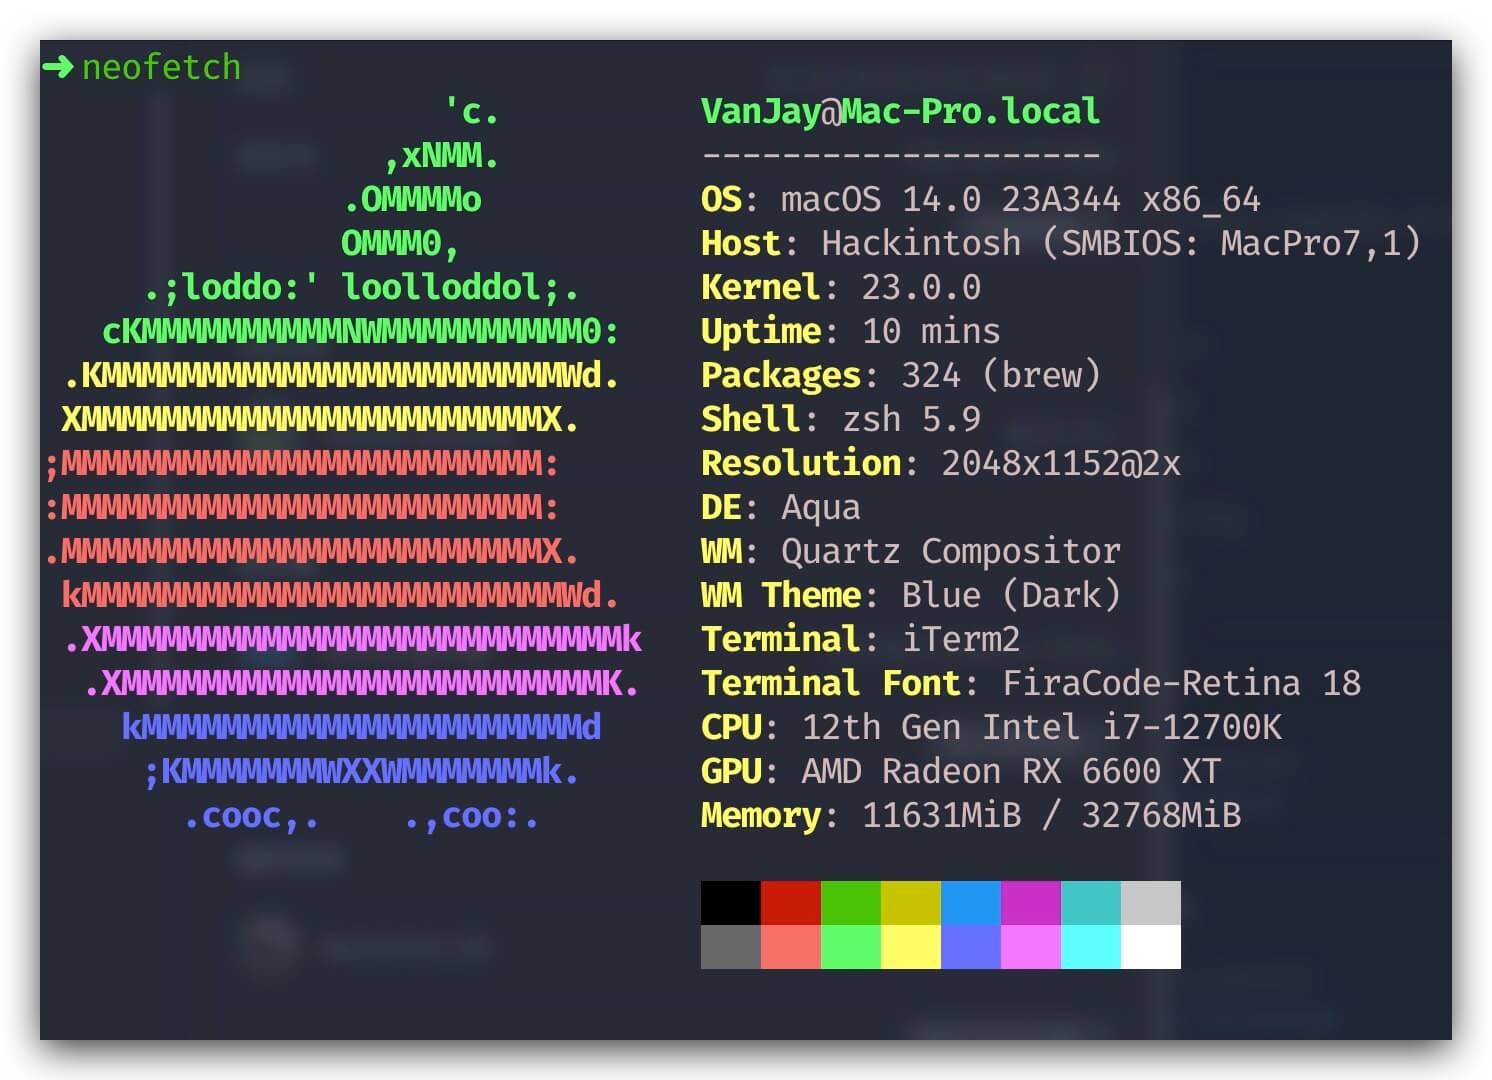 ➜ neofetch
'c.
,xNMM.
.OMMMMo
OMMM0,
.;loddo:' loolloddol;.
cKMMMMMMMMMMNWMMMMMMMMMM0:
.KMMMMMMMMMMMMMMMMMMMMMMMWd.
XMMMMMMMMMMMMMMMMMMMMMMMX.
;MMMMMMMMMMMMMMMMMMMMMMMM:
:MMMMMMMMMMMMMMMMMMMMMMMM:
.MMMMMMMMMMMMMMMMMMMMMMMMX.
kMMMMMMMMMMMMMMMMMMMMMMMMWd.
.XMMMMMMMMMMMMMMMMMMMMMMMMMMk
.XMMMMMMMMMMMMMMMMMMMMMMMMK.
kMMMMMMMMMMMMMMMMMMMMMMd
;KMMMMMMMWXXWMMMMMMMk.
.cooc,.    .,coo:.
VanJay@Mac-Pro.local
--------------------
OS: macOS 14.0 23A344 x86_64
Host: Hackintosh (SMBIOS: MacPro7,1)
Kernel: 23.0.0
Uptime: 10 mins
Packages: 324 (brew)
Shell: zsh 5.9
Resolution: 2048x1152@2x
DE: Aqua
WM: Quartz Compositor
WM Theme: Blue (Dark)
Terminal: iTerm2
Terminal Font: FiraCode-Retina 18
CPU: 12th Gen Intel i7-12700K
GPU: AMD Radeon RX 6600 XT
Memory: 11631MiB / 32768MiB